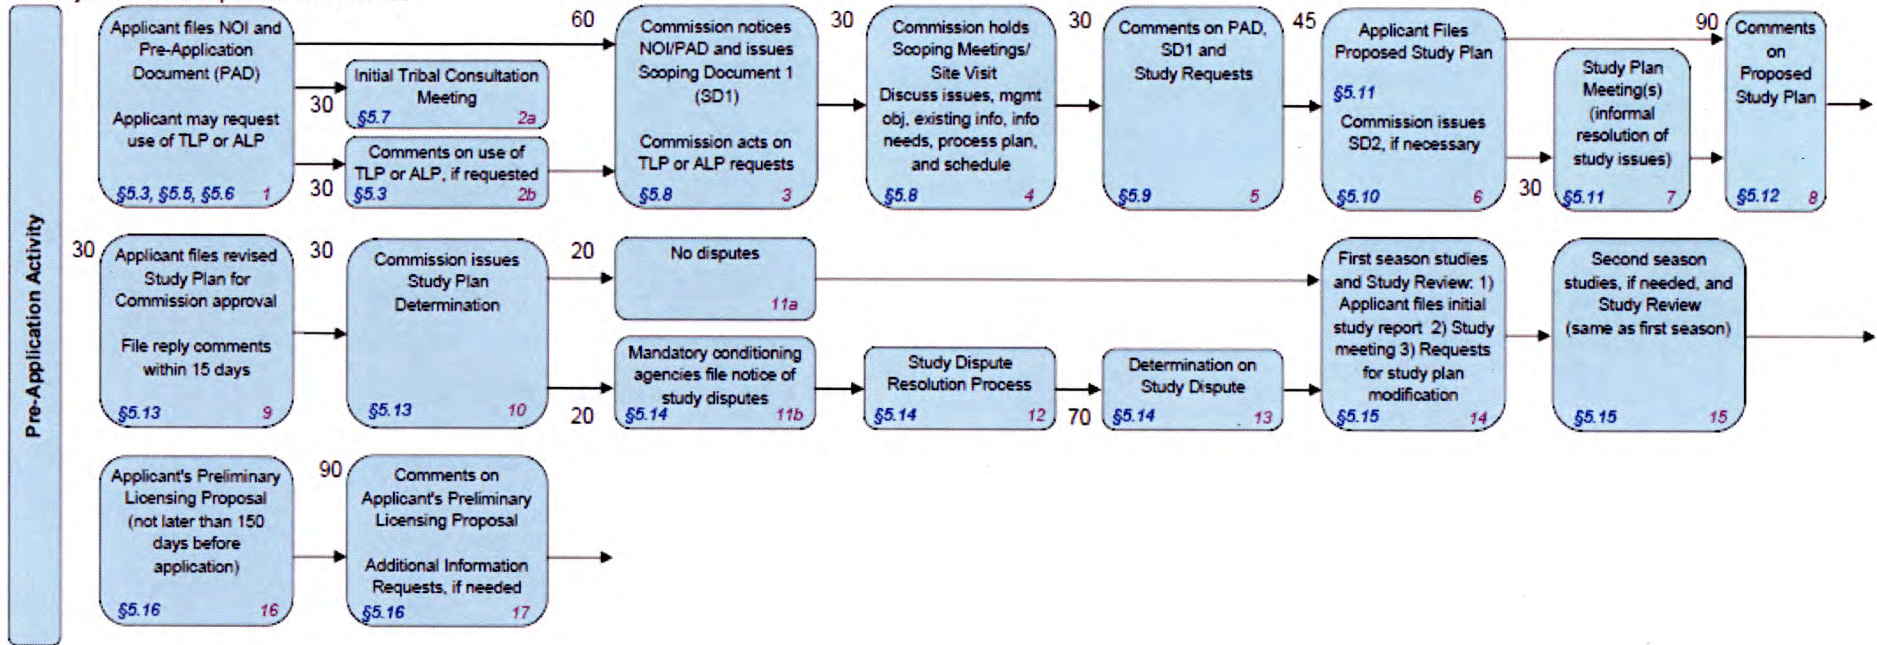 Pre-Application Activity
Applicant files NOI and
Pre-Application
Document (PAD)
Applicant may request
use of TLP or ALP
§5.3, §5.5, §5.6 1
30
Initial Tribal Consultation
Meeting
§5.7 2a
30
Comments on use of
TLP or ALP, if requested
§5.3 2b
60
Commission notices
NOI/PAD and issues
Scoping Document 1
(SD1)
Commission acts on
TLP or ALP requests
§5.8 3
30
Commission holds
Scoping Meetings/
Site Visit
Discuss issues, mgmt
obj, existing info, info
needs, process plan,
and schedule
§5.8 4
30
Comments on PAD,
SD1 and
Study Requests
§5.9 5
45
Applicant Files
Proposed Study Plan
§5.11
Commission issues
SD2, if necessary
§5.10 6
30
Study Plan
Meeting(s)
(informal
resolution of
study issues)
§5.11 7
90
Comments
on
Proposed
Study Plan
§5.12 8
30
Applicant files revised
Study Plan for
Commission approval
File reply comments
within 15 days
§5.13 9
30
Commission issues
Study Plan
Determination
§5.13 10
20
No disputes
11a
20
Mandatory conditioning
agencies file notice of
study disputes
§5.14 11b
Study Dispute
Resolution Process
§5.14 12
70
Determination on
Study Dispute
§5.14 13
First season studies
and Study Review: 1)
Applicant files initial
study report 2) Study
meeting 3) Requests
for study plan
modification
§5.15 14
Second season
studies, if needed, and
Study Review
(same as first season)
§5.15 15
Applicant's Preliminary
Licensing Proposal
(not later than 150
days before
application)
§5.16 16
90
Comments on
Applicant's Preliminary
Licensing Proposal
Additional Information
Requests, if needed
§5.16 17